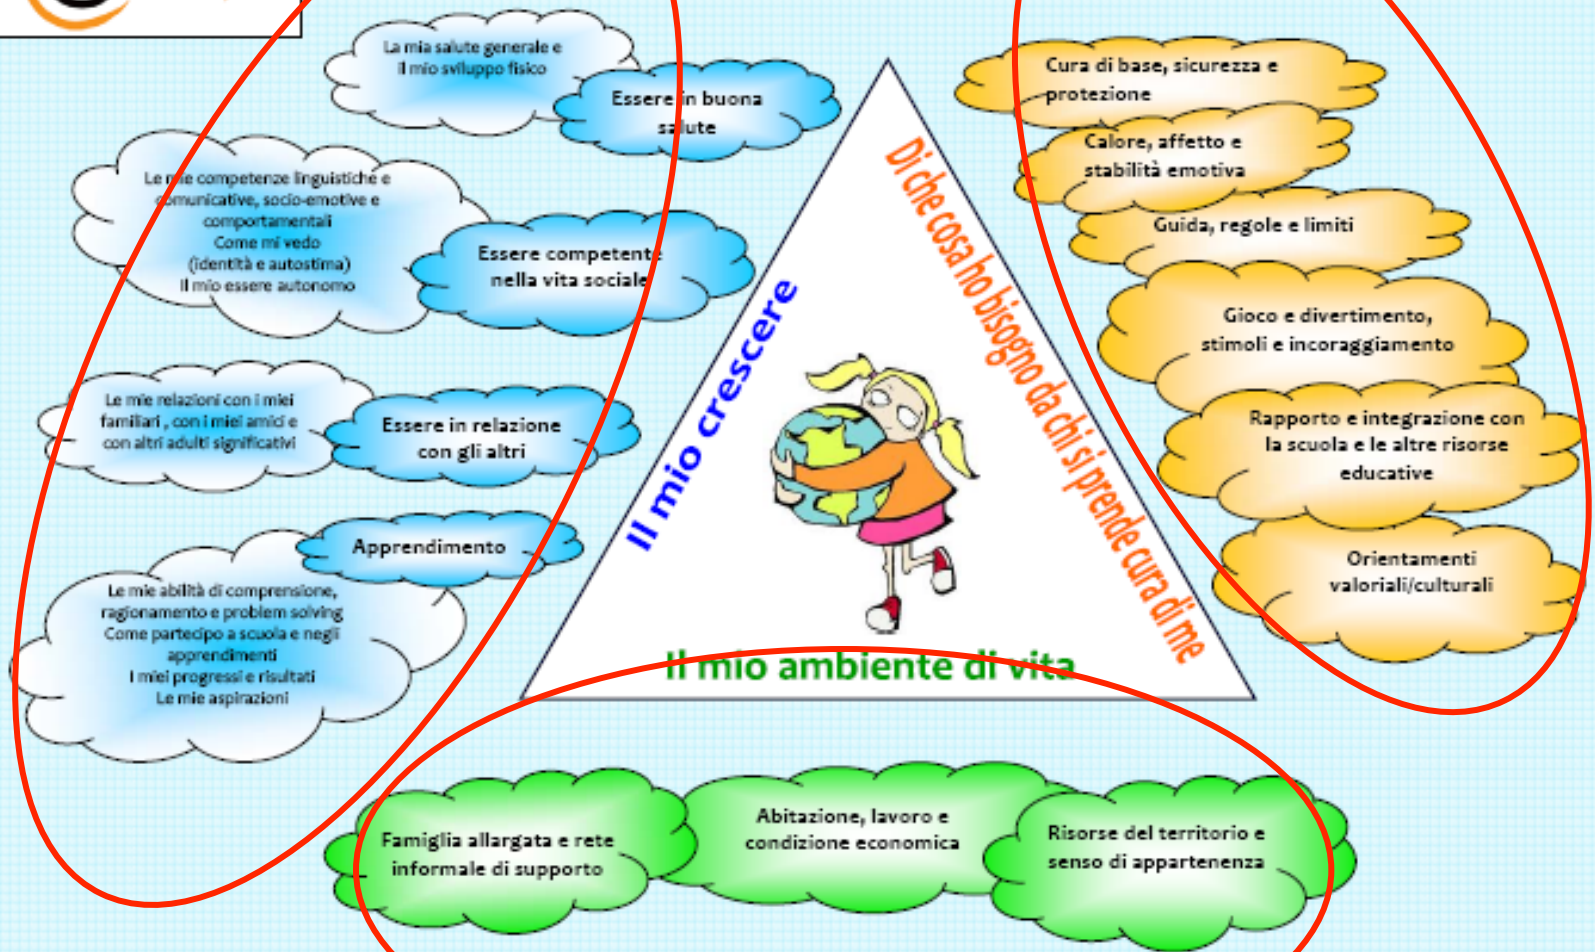 La mia salute generale e
Il mio sviluppo fisico
Essere in buona
salute
Le mie competenze linguistiche e
comunicative, socio-emotive e
comportamentali
Come mi vedo
(identità e autostima)
Il mio essere autonomo
Essere competente
nella vita sociale
Le mie relazioni con i miei
familiari , con i miei amici e
con altri adulti significativi
Essere in relazione
con gli altri
Apprendimento
Le mie abilità di comprensione,
ragionamento e problem solving
Come partecipo a scuola e negli
apprendimenti
I miei progressi e risultati
Le mie aspirazioni
Il mio crescere
Di che cosa ho bisogno da chi si prende cura di me
Il mio ambiente di vita
Cura di base, sicurezza e
protezione
Calore, affetto e
stabilità emotiva
Guida, regole e limiti
Gioco e divertimento,
stimoli e incoraggiamento
Rapporto e integrazione con
la scuola e le altre risorse
educative
Orientamenti
valoriali/culturali
Famiglia allargata e rete
informale di supporto
Abitazione, lavoro e
condizione economica
Risorse del territorio e
senso di appartenenza